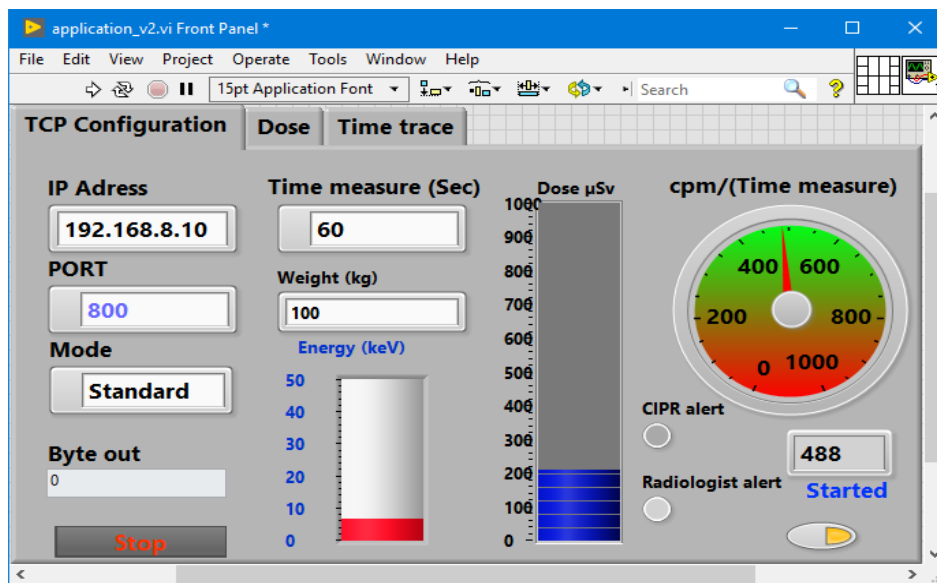 application_v2.vi Front Panel *
File Edit View Project Operate Tools Window Help
15pt Application Font Search ?
TCP Configuration Dose Time trace
IP Adress
192.168.8.10
PORT
800
Mode
Standard
Byte out
0
Stop
Time measure (Sec)
60
Weight (kg)
100
Energy (keV)
50
40
30
20
10
0
Dose µSv
1000
900
800
700
600
500
400
300
200
100
0
cpm/(Time measure)
400 600
200 800
0 1000
CIPR alert
488
Radiologist alert
Started